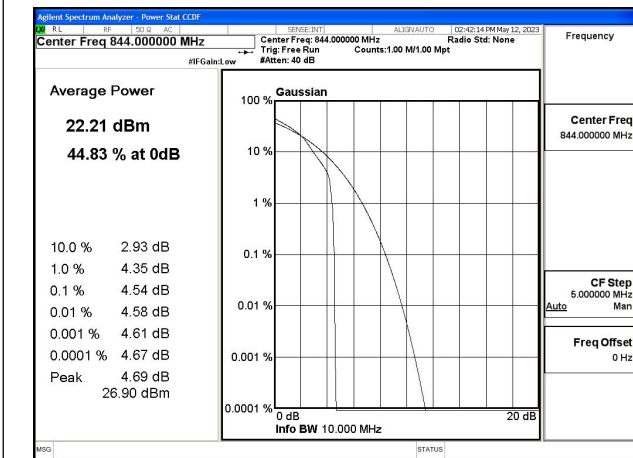 Agilent Spectrum Analyzer - Power Stat CCDF
RL RF 50 Ω AC SENSE:INT ALIGN AUTO 02:42:14 PM May 12, 2023
Center Freq 844.000000 MHz
Center Freq: 844.000000 MHz Radio Std: None
Trig: Free Run Counts:1.00 M/1.00 Mpt
#IFGain:Low #Atten: 40 dB
Frequency
Average Power
22.21 dBm
44.83 % at 0dB
10.0 % 2.93 dB
1.0 % 4.35 dB
0.1 % 4.54 dB
0.01 % 4.58 dB
0.001 % 4.61 dB
0.0001 % 4.67 dB
Peak 4.69 dB
26.90 dBm
Gaussian
100 %
10 %
1 %
0.1 %
0.01 %
0.001 %
0.0001 %
0 dB 20 dB
Info BW 10.000 MHz
Center Freq
844.000000 MHz
CF Step
5.000000 MHz
Auto Man
Freq Offset
0 Hz
MSG STATUS